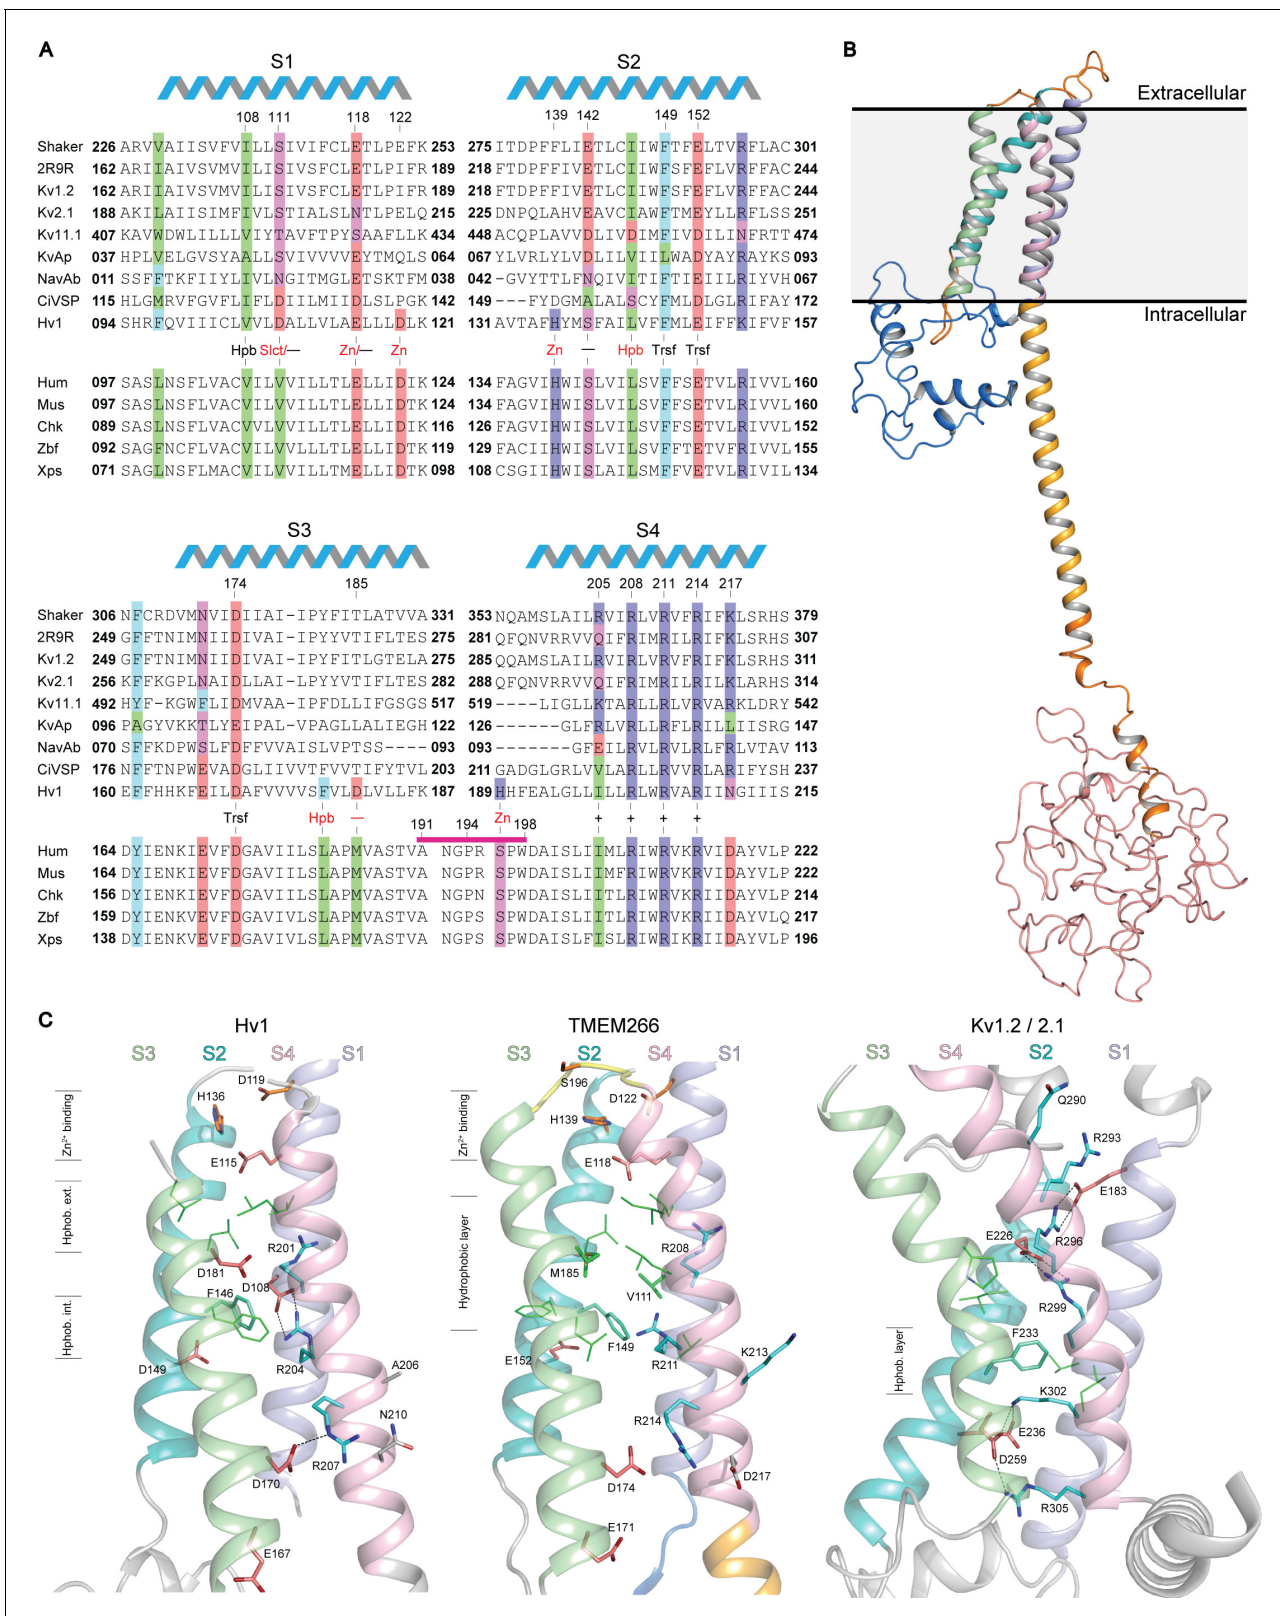 A
S1
S2
108 111 118 122
139 142 149 152
Shaker 226 ARVVAIISVFVILLSIVIFCLETLPEFK 253 275 ITDPFFLIETLCIIWFTFELTVRFLAC 301
2R9R 162 ARIIAIVSVMVILISIVSFCLETLPIFR 189 218 FTDPFFIVETLCIIWFSFEFLVRFFAC 244
Kv1.2 162 ARIIAIVSVMVILISIVSFCLETLPIFR 189 218 FTDPFFIVETLCIIWFSFEFLVRFFAC 244
Kv2.1 188 AKILAIISIMFIVLSTIALSLNTLPELQ 215 225 DNPQLAHVEAVCIAWFTMEYLLRFLSS 251
Kv11.1 407 KAVWDWLILLLVIYTAVFTPYSAAFLLK 434 448 ACQPLAVVDLIVDIMFIVDILINFRTT 474
KvAp 037 HPLVELGVSYAALLSVIVVVVEYTMQLS 064 067 YLVRLYLVDLILVIILWADYAYRAYKS 093
NavAb 011 SSFFTKFIIYLIVLNGITMGLETSKTFM 038 042 -GVYTTLFNQVITIFTIEIILRIYVH 067
CiVSP 115 HLGMRVFGVFLIFLDIILMIIDLSLPGK 142 149 ---FYDGMALALSCYFMLDLGLRIFAY 172
Hv1 094 SHRFQVIIICLVVLDALLVLAELLLDLK 121 131 AVTAFHYMSFAILVFFMLEIFFKIFVF 157
Hpb Slct/— Zn/— Zn
Zn — Hpb Trsf Trsf
Hum 097 SASLNSFLVACVILVVILLTLELLIDIK 124 134 FAGVIHWISLVILSVFFSETVLRIVVL 160
Mus 097 SASLNSFLVACVILVVILLTLELLIDTK 124 134 FAGVIHWISLVILSVFFSETVLRIVVL 160
Chk 089 SASLNSFLVACVVLVVILLTLELLIDIK 116 126 FAGVIHWISLVILSVFFSETVLRIVVL 152
Zbf 092 SAGFNCFLVACVILVVILLTLELLIDTK 119 129 FACIIHWISLVILSVFFTETVFRIVVL 155
Xps 071 SAGLNSFLMACVILVVILLTMELLIDTK 098 108 CSGIIHWISLAILSMFFVETVLRIVIL 134
S3
S4
174 185
205 208 211 214 217
Shaker 306 NFCRDVMNVIDIIAI-IPYFITLATVVA 331 353 NQAMSLAILRVIRLVRVFRIFKLSRHS 379
2R9R 249 GFFTNIMNIIDIVAI-IPYYVTIFLTES 275 281 QFQNVRRVVQIFRIMRILRIFKLSRHS 307
Kv1.2 249 GFFTNIMNIIDIVAI-IPYFITLGTELA 275 285 QQAMSLAILRVIRLVRVFRIFKLSRHS 311
Kv2.1 256 KFFKGPLNAIDLLAI-LPYYVTIFLTES 282 288 QFQNVRRVVQIFRIMRILRILKLARHS 314
Kv11.1 492 HYF-KGWFLIDMVAA-IPFDLLIFGSGS 517 519 ----LIGLLKTARLLRLVRVARKLDRY 542
KvAp 096 PAGYVKKTLYEIPAL-VPAGLLALIEGH 122 126 ------GLFRLVRLLRFLRILLIISRG 147
NavAb 070 SFFKDPWSLFDFFVVAISLVPTSS---- 093 093 -------GFEILRVLRVLRLFRLVTAV 113
CiVSP 176 NFFTNPWEVADGLIIVVTFVVTIFYTVL 203 211 GADGLGRLVVLARLLRVVRLARIFYSH 237
Hv1 160 EFFHHKFEILDAFVVVVSFVLDLVLLFK 187 189 HHFEALGLLILLRLWRVARIINGIIIS 215
Trsf Hpb — Zn + + + +
191 194 198
Hum 164 DYIENKIEVFDGAVIILSLAPMVASTVA NGPR SPWDAISLIIMLRIWRVKRVIDAYVLP 222
Mus 164 DYIENKIEVFDGAVIILSLAPMVASTVA NGPR SPWDAISLIIMFRIWRVKRVIDAYVLP 222
Chk 156 DYIENKIEVFDGAVIILSLAPMVASTVA NGPN SPWDAISLIITLRIWRVKRVIDAYVLP 214
Zbf 159 DYIENKVEVFDGAVIVLSLAPMVASTVA NGPS SPWDAISLIITLRIWRVKRIIDAYVLQ 217
Xps 138 DYIENKVEVFDGAVIVLSLAPMVASTVA NGPS SPWDAISLFISLRIWRIKRIIDAYVLP 196
B
Extracellular
Intracellular
C
Hv1
S3 S2 S4 S1
Zn²⁺ binding
Hphob. ext.
Hphob. int.
D119
H136
E115
R201
D181
D108
F146
D149
R204
A206
N210
R207
D170
E167
TMEM266
S3 S2 S4 S1
Zn²⁺ binding
Hydrophobic layer
S196
D122
H139
E118
R208
M185
V111
F149
E152
R211
K213
R214
D174
D217
E171
Kv1.2 / 2.1
S3 S4 S2 S1
Hphob. layer
Q290
R293
E183
E226
R296
R299
F233
K302
E236
D259
R305